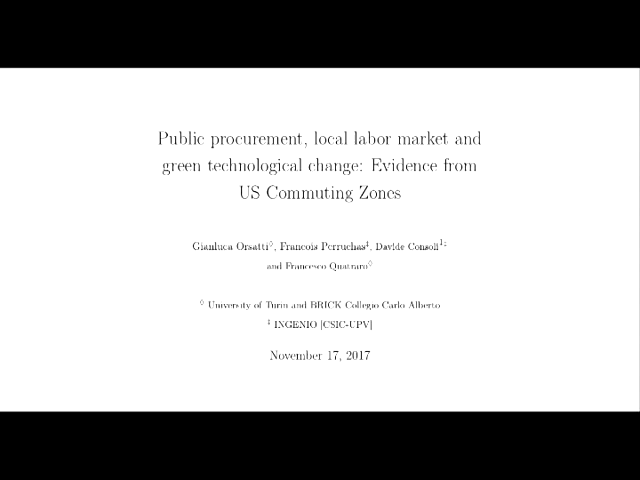 Public procurement, local labor market and
green technological change: Evidence from
US Commuting Zones
Gianluca Orsatti◊, Francois Perruchas‡, Davide Consoli1‡
and Francesco Quatraro◊
◊ University of Turin and BRICK Collegio Carlo Alberto
‡ INGENIO [CSIC-UPV]
November 17, 2017